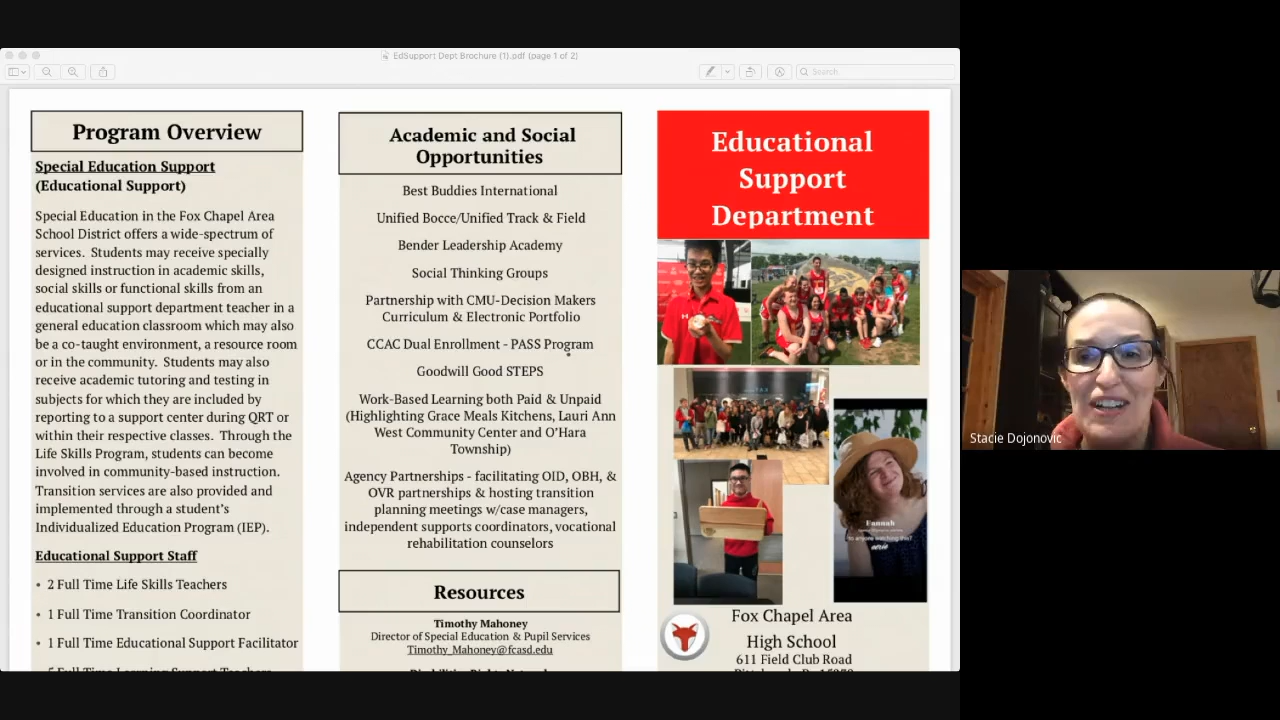 EdSupport Dept Brochure (1).pdf (page 1 of 2)
Search
Program Overview
Special Education Support
(Educational Support)
Special Education in the Fox Chapel Area
School District offers a wide-spectrum of
services. Students may receive specially
designed instruction in academic skills,
social skills or functional skills from an
educational support department teacher in a
general education classroom which may also
be a co-taught environment, a resource room
or in the community. Students may also
receive academic tutoring and testing in
subjects for which they are included by
reporting to a support center during QRT or
within their respective classes. Through the
Life Skills Program, students can become
involved in community-based instruction.
Transition services are also provided and
implemented through a student's
Individualized Education Program (IEP).
Educational Support Staff
• 2 Full Time Life Skills Teachers
• 1 Full Time Transition Coordinator
• 1 Full Time Educational Support Facilitator
5 Full Time Learning Support Teachers
Academic and Social
Opportunities
Best Buddies International
Unified Bocce/Unified Track & Field
Bender Leadership Academy
Social Thinking Groups
Partnership with CMU-Decision Makers
Curriculum & Electronic Portfolio
CCAC Dual Enrollment - PASS Program
Goodwill Good STEPS
Work-Based Learning both Paid & Unpaid
(Highlighting Grace Meals Kitchens, Lauri Ann
West Community Center and O'Hara
Township)
Agency Partnerships - facilitating OID, OBH, &
OVR partnerships & hosting transition
planning meetings w/case managers,
independent supports coordinators, vocational
rehabilitation counselors
Resources
Timothy Mahoney
Director of Special Education & Pupil Services
Timothy_Mahoney@fcasd.edu
Educational
Support
Department
Hannah
to anyone watching this?
Fox Chapel Area
High School
611 Field Club Road
Stacie Dojonovic